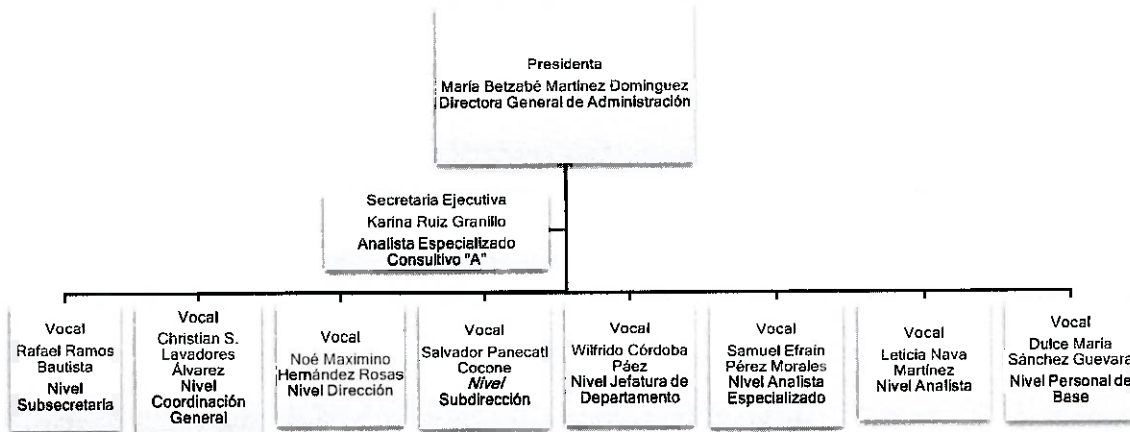 Presidenta
María Betzabé Martínez Domínguez
Directora General de Administración
Secretaria Ejecutiva
Karina Ruiz Granillo
Analista Especializado
Consultivo "A"
Vocal
Rafael Ramos
Bautista
Nivel
Subsecretaría
Vocal
Christian S.
Lavadores
Álvarez
Nivel
Coordinación
General
Vocal
Noé Maximino
Hernández Rosas
Nivel Dirección
Vocal
Salvador Panecatl
Cocone
Nivel
Subdirección
Vocal
Wilfrido Córdoba
Páez
Nivel Jefatura de
Departamento
Vocal
Samuel Efraín
Pérez Morales
Nivel Analista
Especializado
Vocal
Leticia Nava
Martínez
Nivel Analista
Vocal
Dulce María
Sánchez Guevara
Nivel Personal de
Base